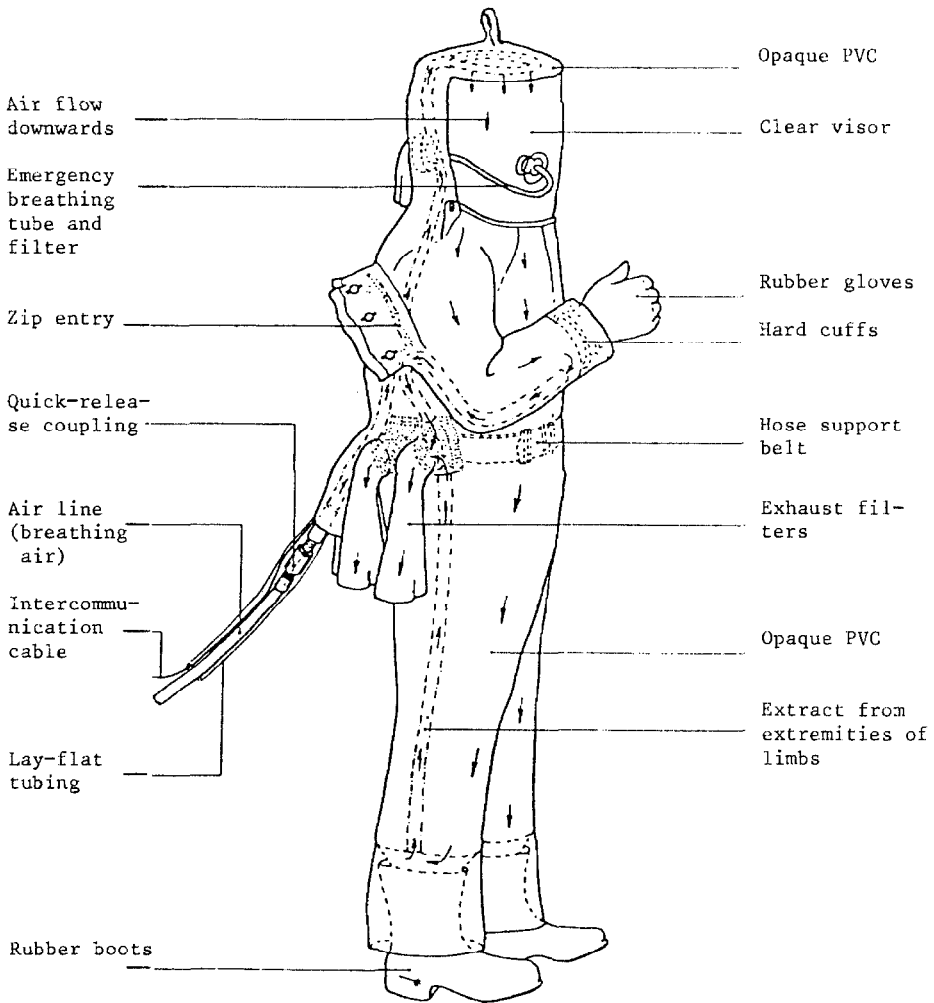 Opaque PVC
Air flow
downwards
Clear visor
Emergency
breathing
tube and
filter
Rubber gloves
Zip entry
Hard cuffs
Quick-relea-
se coupling
Hose support
belt
Air line
(breathing
air)
Exhaust fil-
ters
Intercommu-
nication
cable
Opaque PVC
Extract from
extremities of
limbs
Lay-flat
tubing
Rubber boots